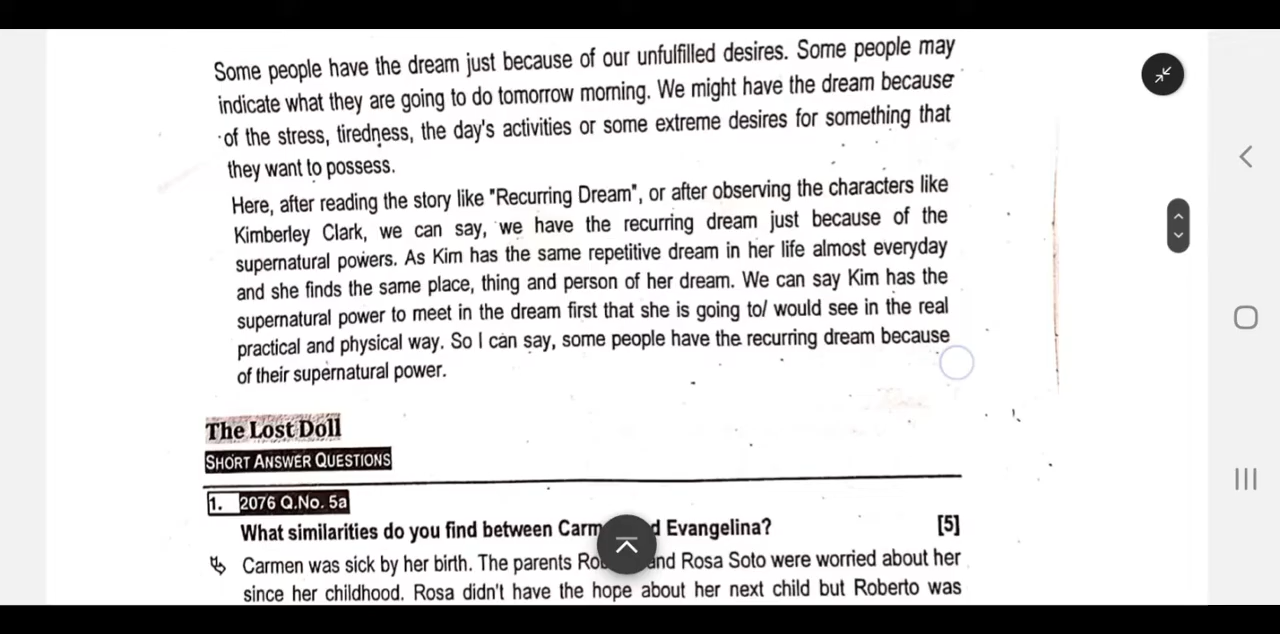 Some people have the dream just because of our unfulfilled desires. Some people may
indicate what they are going to do tomorrow morning. We might have the dream because
of the stress, tiredness, the day's activities or some extreme desires for something that
they want to possess.
Here, after reading the story like "Recurring Dream", or after observing the characters like
Kimberley Clark, we can say, we have the recurring dream just because of the
supernatural powers. As Kim has the same repetitive dream in her life almost everyday
and she finds the same place, thing and person of her dream. We can say Kim has the
supernatural power to meet in the dream first that she is going to/ would see in the real
practical and physical way. So I can say, some people have the recurring dream because
of their supernatural power.
The Lost Doll
SHORT ANSWER QUESTIONS
1. 2076 Q.No. 5a
What similarities do you find between Carm d Evangelina? [5]
Carmen was sick by her birth. The parents Ro and Rosa Soto were worried about her
since her childhood. Rosa didn't have the hope about her next child but Roberto was